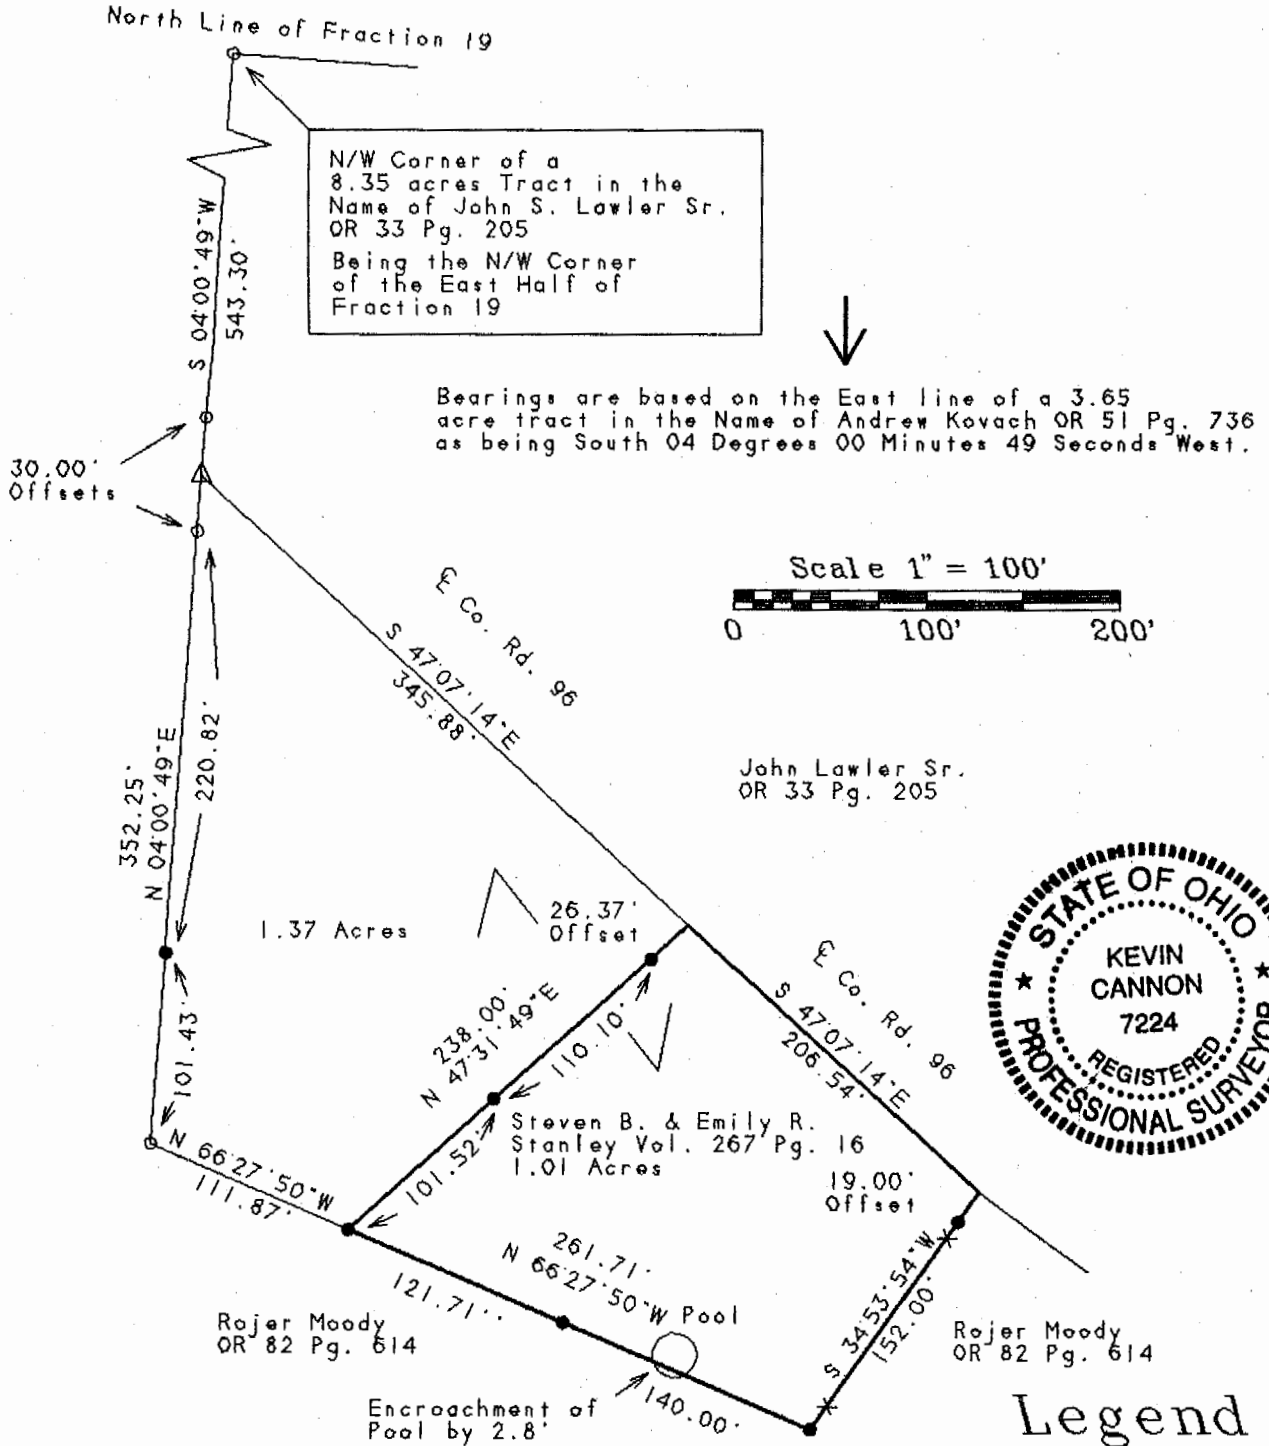 North Line of Fraction 19
N/W Corner of a
8.35 acres Tract in the
Name of John S. Lawler Sr.
OR 33 Pg. 205
Being the N/W Corner
of the East Half of
Fraction 19
S 04°00'49"W
543.30'
Bearings are based on the East line of a 3.65
acre tract in the Name of Andrew Kovach OR 51 Pg. 736
as being South 04 Degrees 00 Minutes 49 Seconds West.
30.00'
Offsets
Scale 1" = 100'
0 100' 200'
℄ Co. Rd. 96
S 47°07'14"E
345.88'
220.82'
352.25'
N 04°00'49"E
John Lawler Sr.
OR 33 Pg. 205
STATE OF OHIO
KEVIN
CANNON
7224
REGISTERED
PROFESSIONAL SURVEYOR
1.37 Acres
26.37'
Offset
℄ Co. Rd. 96
S 47°07'14"E
206.54'
238.00'
N 47°31'49"E
110.10'
101.43'
Steven B. & Emily R.
Stanley Vol. 267 Pg. 16
1.01 Acres
101.52'
19.00'
Offset
N 66°27'50"W
111.87'
261.71'
N 66°27'50"W
Pool
121.71'
S 34°53'54"W
152.00'
Rojer Moody
OR 82 Pg. 614
Rojer Moody
OR 82 Pg. 614
140.00'
Encroachment of
Pool by 2.8'
Legend